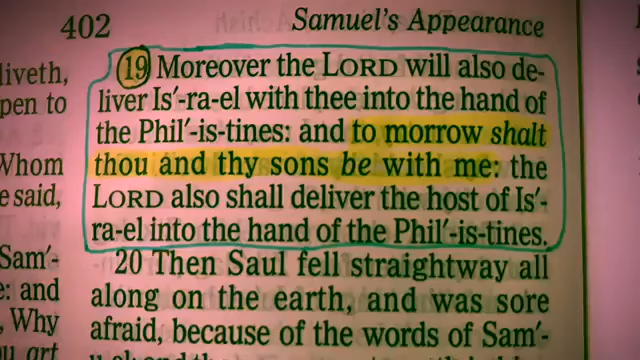 402
Samuel's Appearance
liveth,
pen to
Whom
e said,
Sam'-
e: and
, Why
u art
19 Moreover the LORD will also de-
liver Is'-ra-el with thee into the hand of
the Phil'-is-tines: and to morrow shalt
thou and thy sons be with me: the
LORD also shall deliver the host of Is'-
ra-el into the hand of the Phil'-is-tines.
20 Then Saul fell straightway all
along on the earth, and was sore
afraid, because of the words of Sam'-